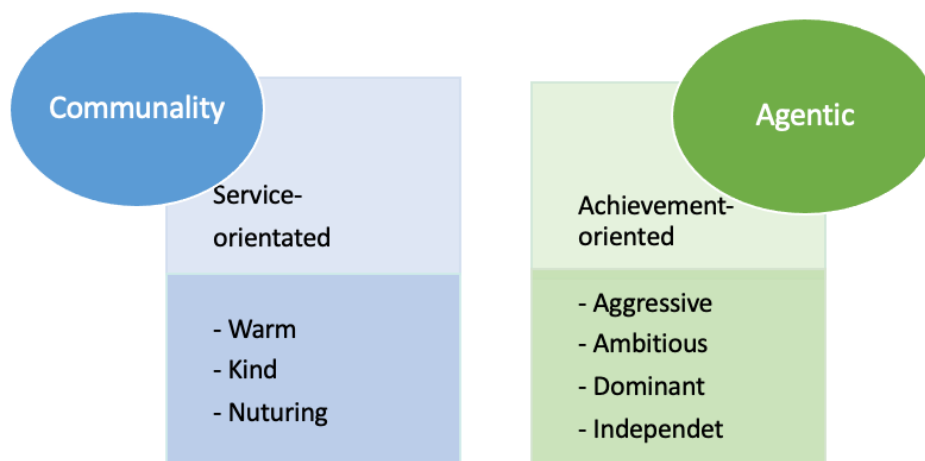 Communality
Service-
orientated
- Warm
- Kind
- Nuturing
Agentic
Achievement-
oriented
- Aggressive
- Ambitious
- Dominant
- Independet